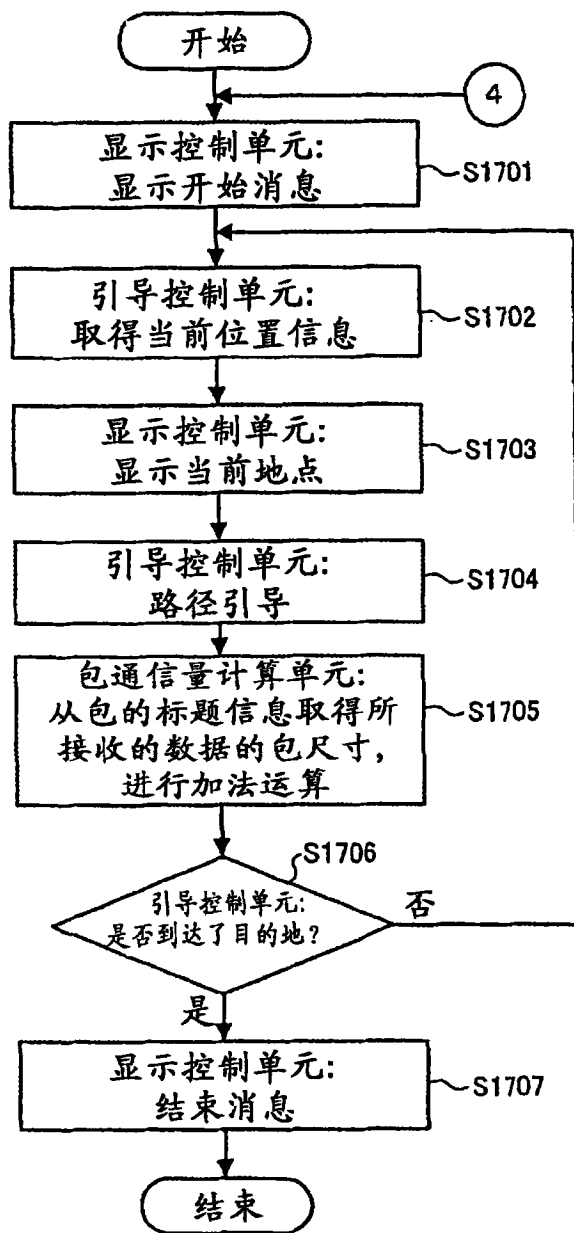 开始
4
显示控制单元:
显示开始消息
S1701
引导控制单元:
取得当前位置信息
S1702
显示控制单元:
显示当前地点
S1703
引导控制单元:
路径引导
S1704
包通信量计算单元:
从包的标题信息取得所
接收的数据的包尺寸,
进行加法运算
S1705
S1706
引导控制单元:
是否到达了目的地?
否
是
显示控制单元:
结束消息
S1707
结束